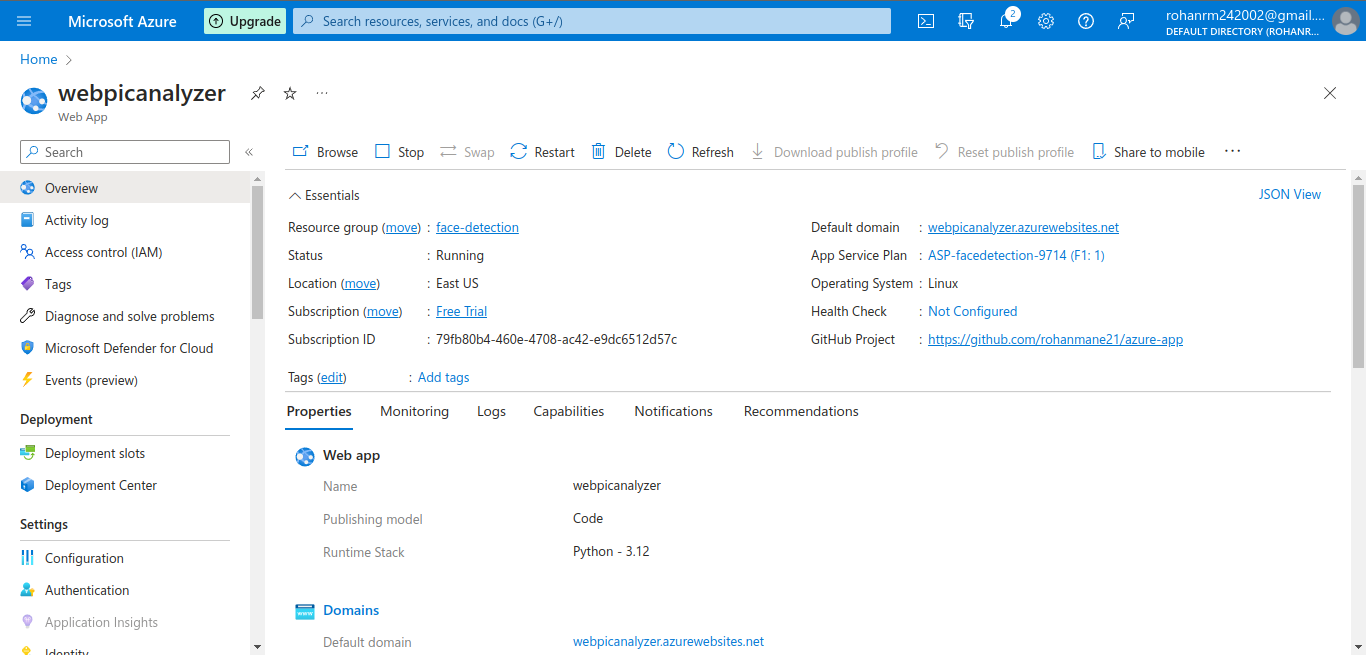 Microsoft Azure
Upgrade
Search resources, services, and docs (G+/)
2
rohanrm242002@gmail....
DEFAULT DIRECTORY (ROHANR...
Home
webpicanalyzer
Web App
Search
Browse
Stop
Swap
Restart
Delete
Refresh
Download publish profile
Reset publish profile
Share to mobile
Overview
Activity log
Access control (IAM)
Tags
Diagnose and solve problems
Microsoft Defender for Cloud
Events (preview)
Deployment
Deployment slots
Deployment Center
Settings
Configuration
Authentication
Application Insights
Identity
Essentials
JSON View
Resource group (move) : face-detection
Status : Running
Location (move) : East US
Subscription (move) : Free Trial
Subscription ID : 79fb80b4-460e-4708-ac42-e9dc6512d57c
Default domain : webpicanalyzer.azurewebsites.net
App Service Plan : ASP-facedetection-9714 (F1: 1)
Operating System : Linux
Health Check : Not Configured
GitHub Project : https://github.com/rohanmane21/azure-app
Tags (edit) : Add tags
Properties
Monitoring
Logs
Capabilities
Notifications
Recommendations
Web app
Name webpicanalyzer
Publishing model Code
Runtime Stack Python - 3.12
www
Domains
Default domain webpicanalyzer.azurewebsites.net